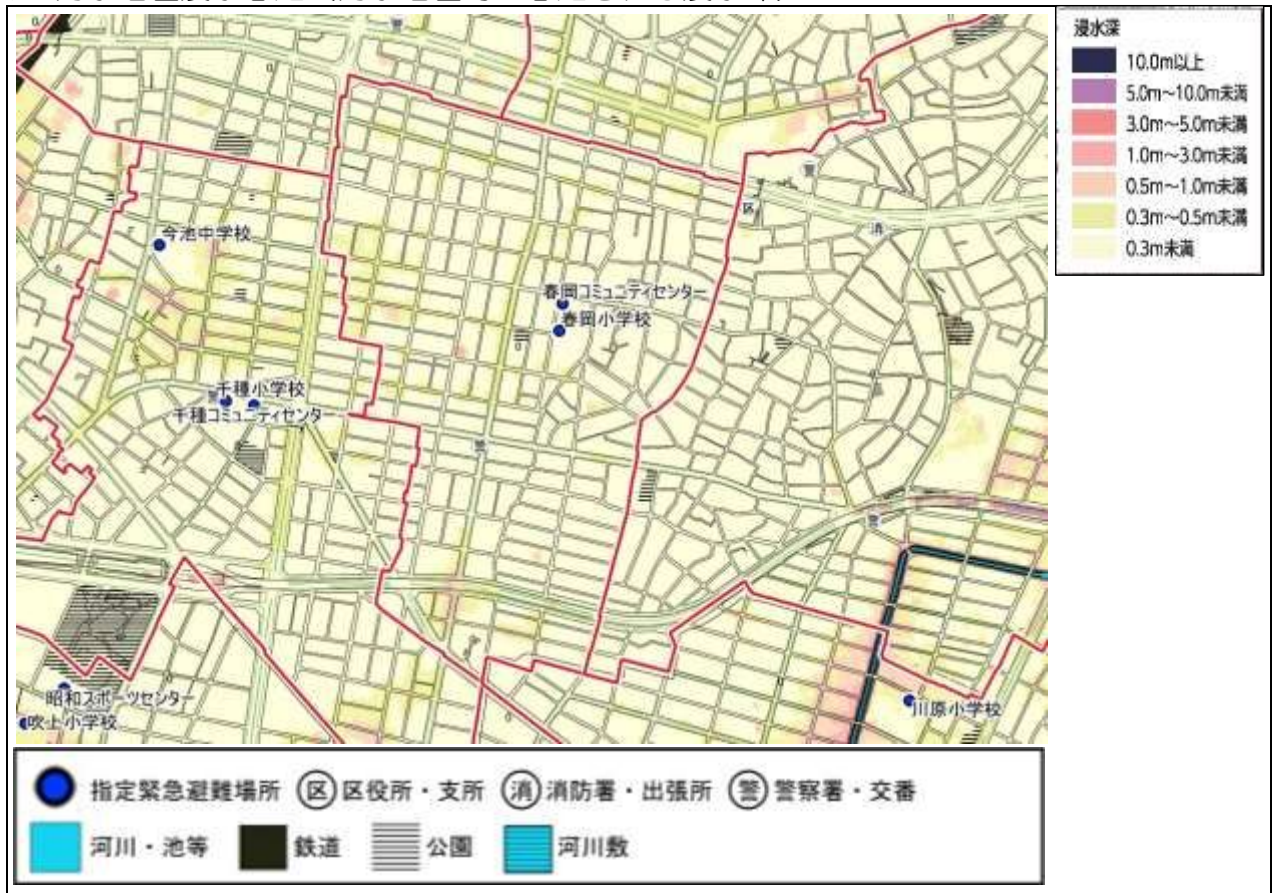 浸水深
10.0m以上
5.0m～10.0m未満
3.0m～5.0m未満
1.0m～3.0m未満
0.5m～1.0m未満
0.3m～0.5m未満
0.3m未満
警
警
区
消
今池中学校
春岡コミュニティセンター
春岡小学校
千種小学校
警
千種コミュニティセンター
警
警
昭和スポーツセンター
吹上小学校
川原小学校
指定緊急避難場所 区 区役所・支所 消 消防署・出張所 警 警察署・交番
河川・池等 鉄道 公園 河川敷